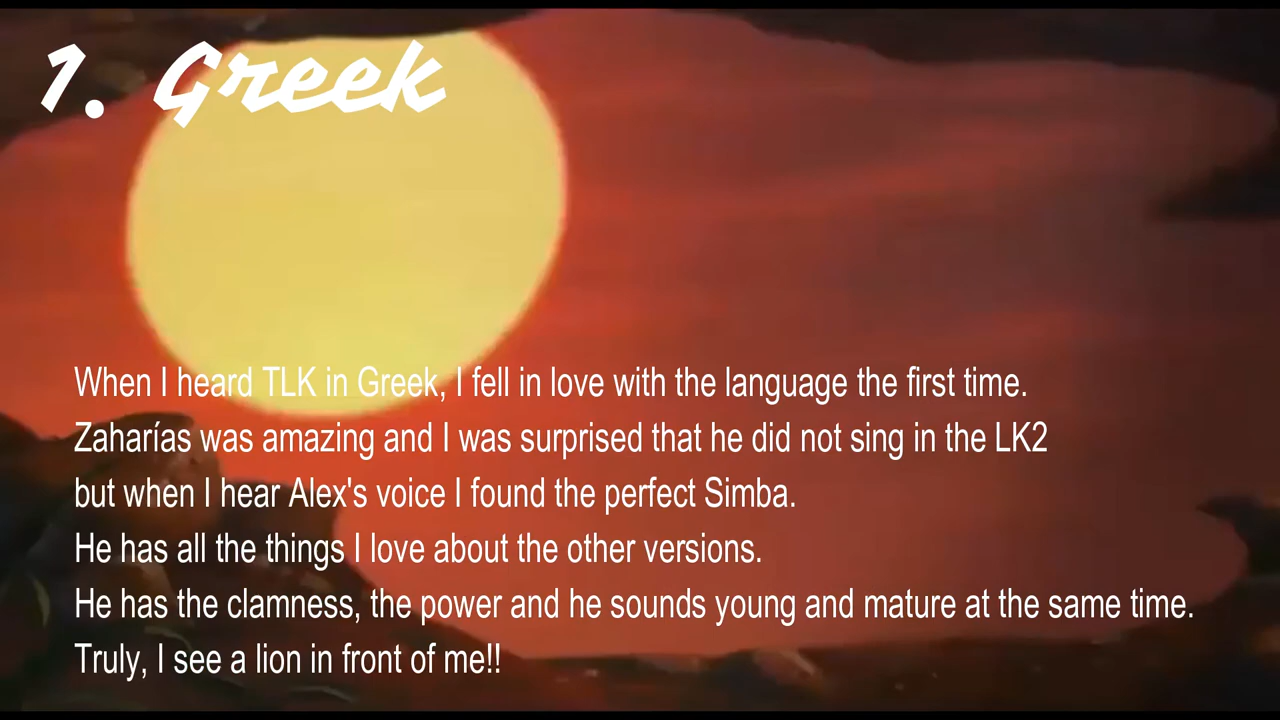 1. Greek
When I heard TLK in Greek, I fell in love with the language the first time.
Zaharías was amazing and I was surprised that he did not sing in the LK2
but when I hear Alex's voice I found the perfect Simba.
He has all the things I love about the other versions.
He has the clamness, the power and he sounds young and mature at the same time.
Truly, I see a lion in front of me!!